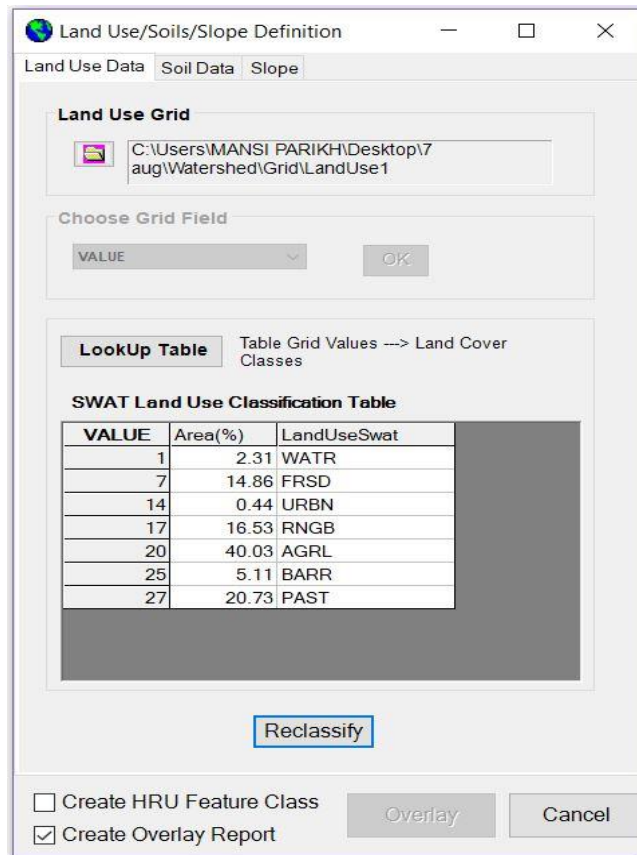 Land Use/Soils/Slope Definition
Land Use Data Soil Data Slope
Land Use Grid
C:\Users\MANSI PARIKH\Desktop\7
aug\Watershed\Grid\LandUse1
Choose Grid Field
VALUE OK
LookUp Table Table Grid Values ---> Land Cover
Classes
SWAT Land Use Classification Table
VALUE Area(%) LandUseSwat
1 2.31 WATR
7 14.86 FRSD
14 0.44 URBN
17 16.53 RNGB
20 40.03 AGRL
25 5.11 BARR
27 20.73 PAST
Reclassify
Create HRU Feature Class
Create Overlay Report
Overlay Cancel